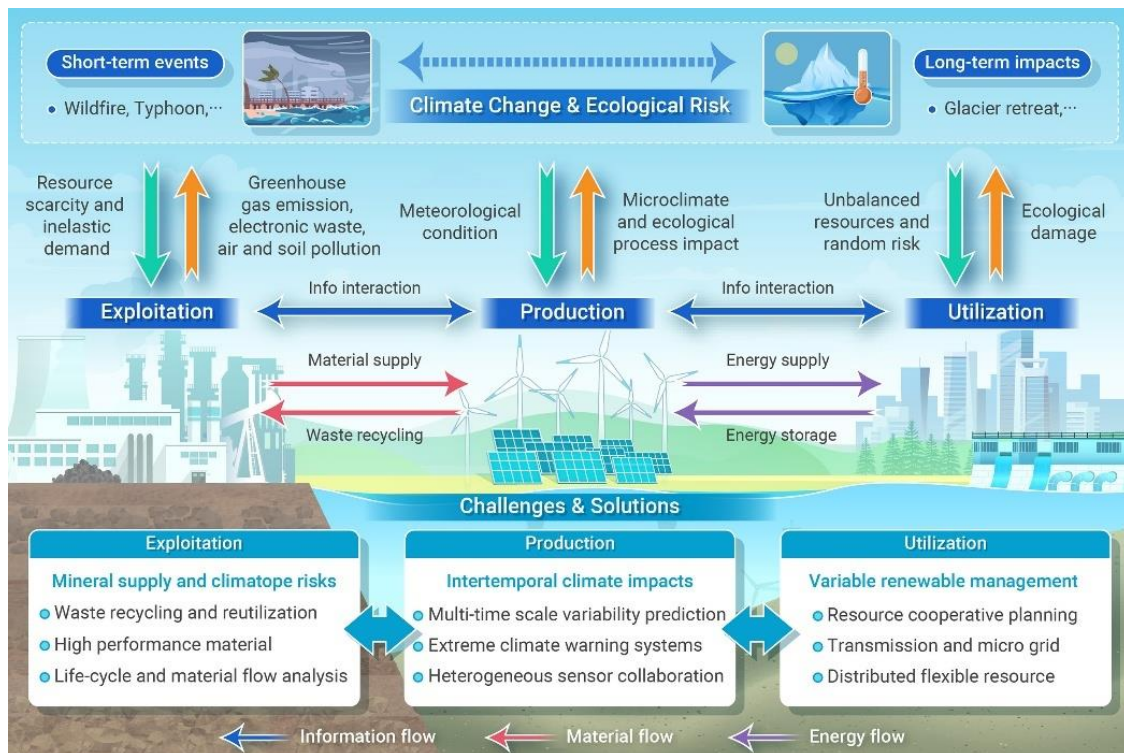 Short-term events
Wildfire, Typhoon,···
Climate Change & Ecological Risk
Long-term impacts
Glacier retreat,···
Resource
scarcity and
inelastic
demand
Greenhouse
gas emission,
electronic waste,
air and soil pollution
Meteorological
condition
Microclimate
and ecological
process impact
Unbalanced
resources and
random risk
Ecological
damage
Exploitation
Info interaction
Production
Info interaction
Utilization
Material supply
Waste recycling
Energy supply
Energy storage
Challenges & Solutions
Exploitation
Mineral supply and climatope risks
Waste recycling and reutilization
High performance material
Life-cycle and material flow analysis
Production
Intertemporal climate impacts
Multi-time scale variability prediction
Extreme climate warning systems
Heterogeneous sensor collaboration
Utilization
Variable renewable management
Resource cooperative planning
Transmission and micro grid
Distributed flexible resource
Information flow
Material flow
Energy flow